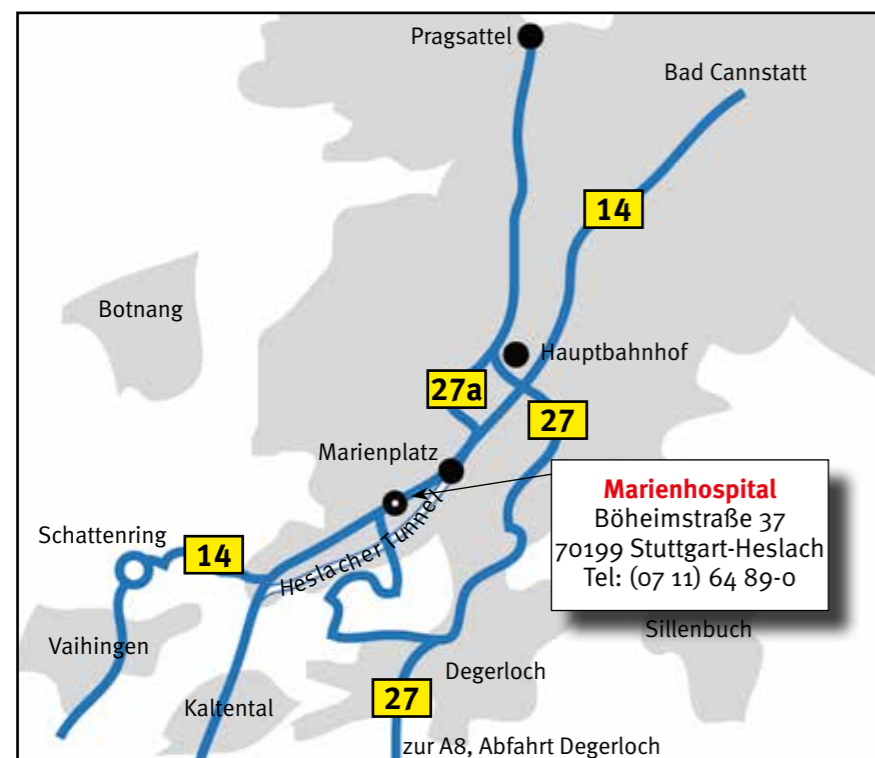 Pragsattel
Bad Cannstatt
14
Botnang
Hauptbahnhof
27a
27
Marienplatz
Marienhospital
Böheimstraße 37
70199 Stuttgart-Heslach
Tel: (07 11) 64 89-0
Schattenring
14
Heslacher Tunnel
Sillenbuch
Vaihingen
Degerloch
27
Kaltental
zur A8, Abfahrt Degerloch